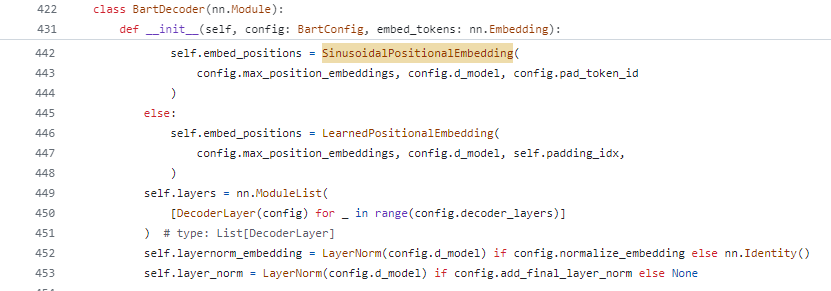 422 class BartDecoder(nn.Module):
431 def __init__(self, config: BartConfig, embed_tokens: nn.Embedding):
442 self.embed_positions = SinusoidalPositionalEmbedding(
443 config.max_position_embeddings, config.d_model, config.pad_token_id
444 )
445 else:
446 self.embed_positions = LearnedPositionalEmbedding(
447 config.max_position_embeddings, config.d_model, self.padding_idx,
448 )
449 self.layers = nn.ModuleList(
450 [DecoderLayer(config) for _ in range(config.decoder_layers)]
451 )  # type: List[DecoderLayer]
452 self.layernorm_embedding = LayerNorm(config.d_model) if config.normalize_embedding else nn.Identity()
453 self.layer_norm = LayerNorm(config.d_model) if config.add_final_layer_norm else None